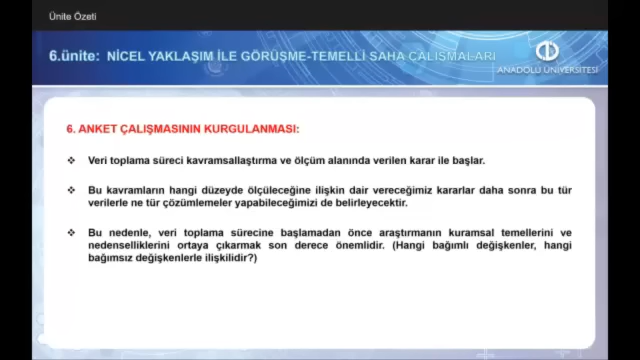 Ünite Özeti
6.ünite: NİCEL YAKLAŞIM İLE GÖRÜŞME-TEMELLİ SAHA ÇALIŞMALARI
ANADOLU ÜNİVERSİTESİ
6. ANKET ÇALIŞMASININ KURGULANMASI:
Veri toplama süreci kavramsallaştırma ve ölçüm alanında verilen karar ile başlar.
Bu kavramların hangi düzeyde ölçüleceğine ilişkin dair vereceğimiz kararlar daha sonra bu tür
verilerle ne tür çözümlemeler yapabileceğimizi de belirleyecektir.
Bu nedenle, veri toplama sürecine başlamadan önce araştırmanın kuramsal temellerini ve
nedenselliklerini ortaya çıkarmak son derece önemlidir. (Hangi bağımlı değişkenler, hangi
bağımsız değişkenlerle ilişkilidir?)